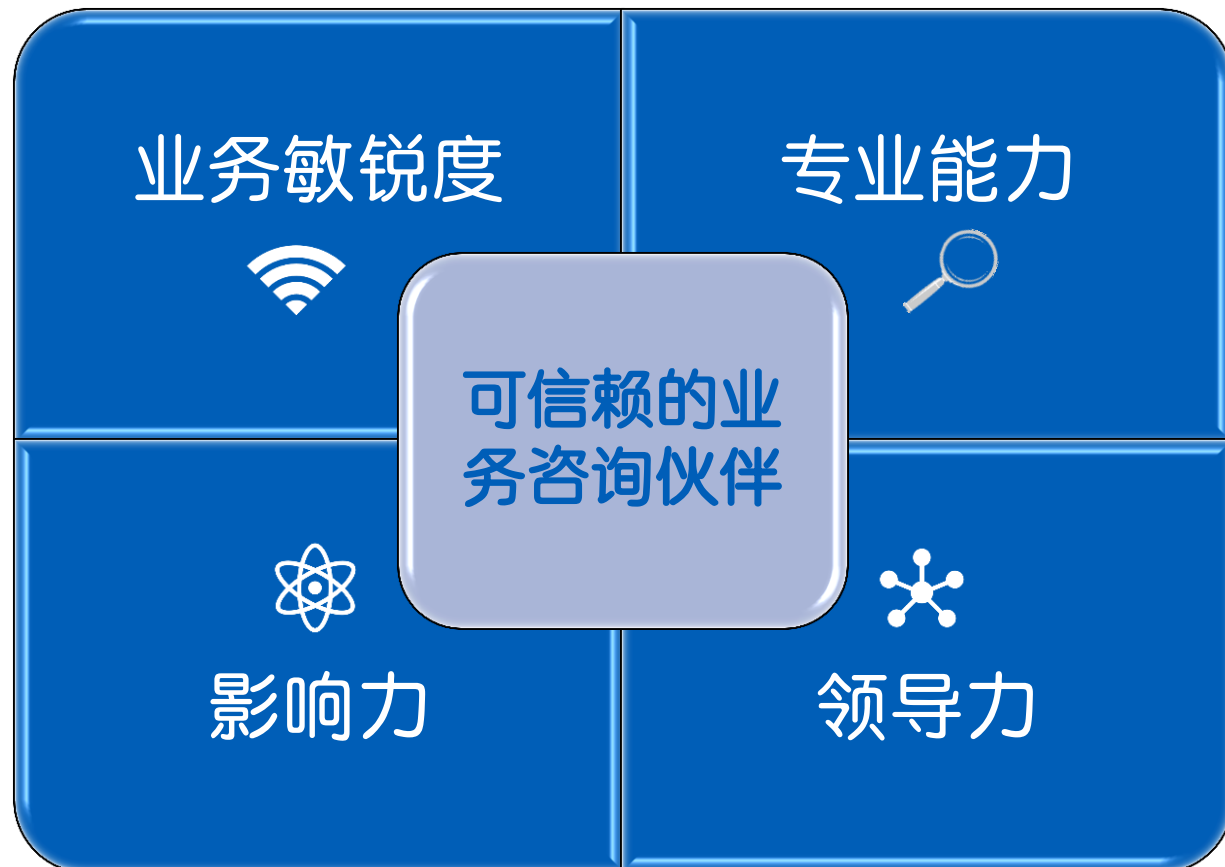 业务敏锐度
专业能力
可信赖的业
务咨询伙伴
影响力
领导力